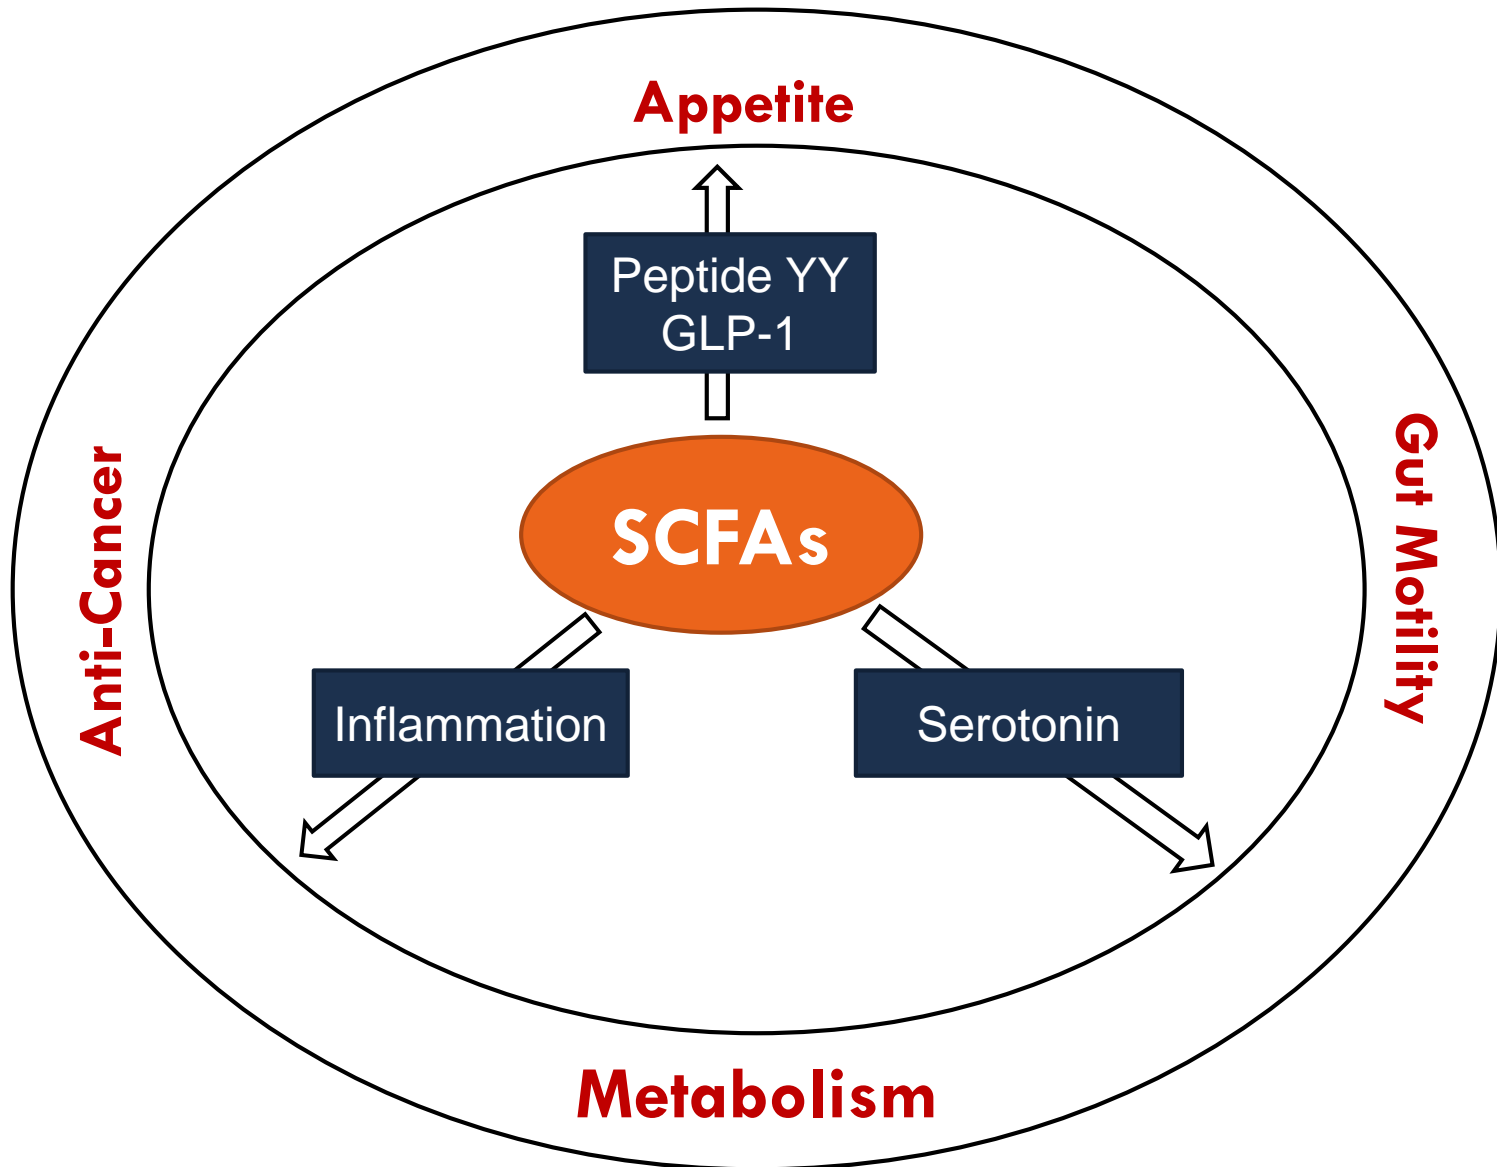 Appetite
Peptide YY
GLP-1
SCFAs
Anti-Cancer
Gut Motility
Inflammation
Serotonin
Metabolism